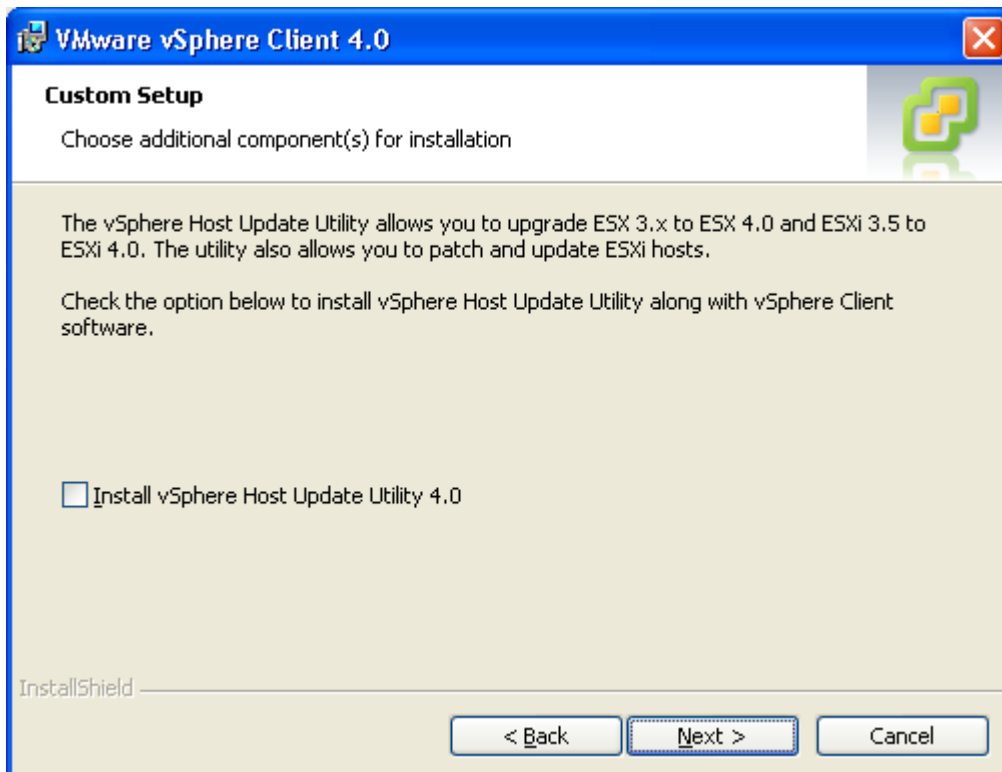 VMware vSphere Client 4.0
Custom Setup
Choose additional component(s) for installation
The vSphere Host Update Utility allows you to upgrade ESX 3.x to ESX 4.0 and ESXi 3.5 to
ESXi 4.0. The utility also allows you to patch and update ESXi hosts.
Check the option below to install vSphere Host Update Utility along with vSphere Client
software.
Install vSphere Host Update Utility 4.0
InstallShield
< Back
Next >
Cancel